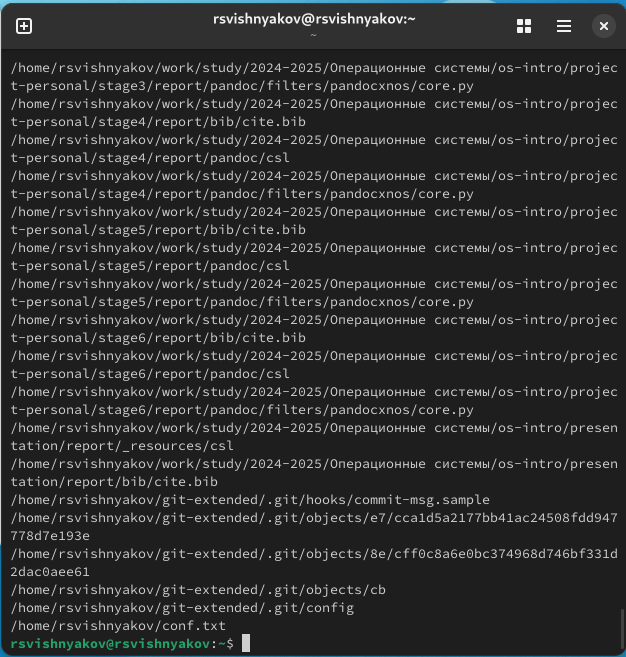 rsvishnyakov@rsvishnyakov:~
~
/home/rsvishnyakov/work/study/2024-2025/Операционные системы/os-intro/projec
t-personal/stage3/report/pandoc/filters/pandocxnos/core.py
/home/rsvishnyakov/work/study/2024-2025/Операционные системы/os-intro/projec
t-personal/stage4/report/bib/cite.bib
/home/rsvishnyakov/work/study/2024-2025/Операционные системы/os-intro/projec
t-personal/stage4/report/pandoc/csl
/home/rsvishnyakov/work/study/2024-2025/Операционные системы/os-intro/projec
t-personal/stage4/report/pandoc/filters/pandocxnos/core.py
/home/rsvishnyakov/work/study/2024-2025/Операционные системы/os-intro/projec
t-personal/stage5/report/bib/cite.bib
/home/rsvishnyakov/work/study/2024-2025/Операционные системы/os-intro/projec
t-personal/stage5/report/pandoc/csl
/home/rsvishnyakov/work/study/2024-2025/Операционные системы/os-intro/projec
t-personal/stage5/report/pandoc/filters/pandocxnos/core.py
/home/rsvishnyakov/work/study/2024-2025/Операционные системы/os-intro/projec
t-personal/stage6/report/bib/cite.bib
/home/rsvishnyakov/work/study/2024-2025/Операционные системы/os-intro/projec
t-personal/stage6/report/pandoc/csl
/home/rsvishnyakov/work/study/2024-2025/Операционные системы/os-intro/projec
t-personal/stage6/report/pandoc/filters/pandocxnos/core.py
/home/rsvishnyakov/work/study/2024-2025/Операционные системы/os-intro/presen
tation/report/_resources/csl
/home/rsvishnyakov/work/study/2024-2025/Операционные системы/os-intro/presen
tation/report/bib/cite.bib
/home/rsvishnyakov/git-extended/.git/hooks/commit-msg.sample
/home/rsvishnyakov/git-extended/.git/objects/e7/cca1d5a2177bb41ac24508fdd947
778d7e193e
/home/rsvishnyakov/git-extended/.git/objects/8e/cff0c8a6e0bc374968d746bf331d
2dac0aee61
/home/rsvishnyakov/git-extended/.git/objects/cb
/home/rsvishnyakov/git-extended/.git/config
/home/rsvishnyakov/conf.txt
rsvishnyakov@rsvishnyakov:~$